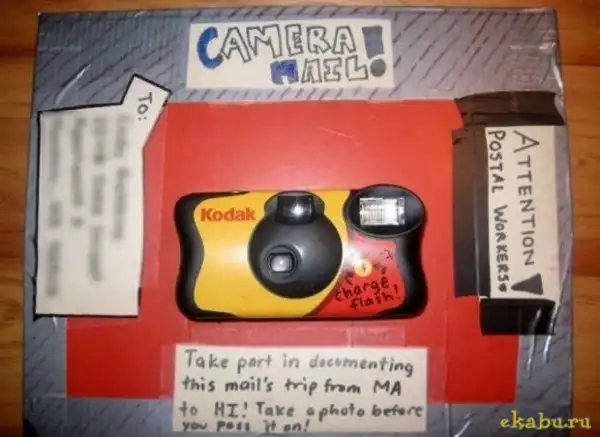 CAMERA
MAIL!
TO:
ATTENTION!
POSTAL WORKERS
Kodak
charge
flash!
Take part in documenting
this mail's trip from MA
to HI! Take a photo before
you pass it on!
ekabu.ru